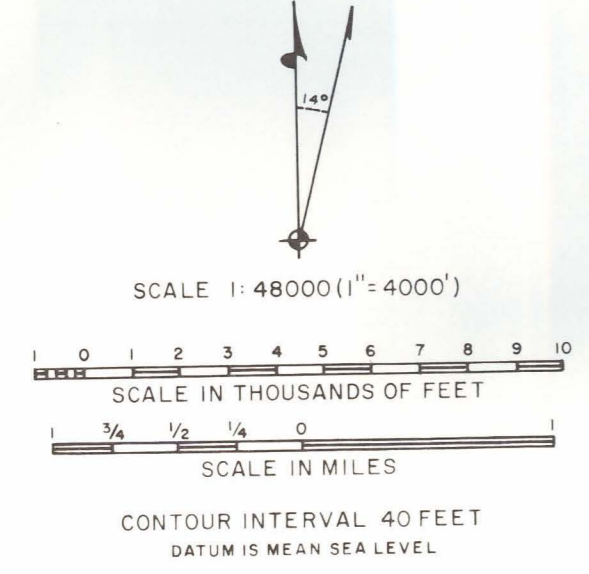 14°
SCALE 1:48000 (1"=4000')
1 0 1 2 3 4 5 6 7 8 9 10
SCALE IN THOUSANDS OF FEET
1 3/4 1/2 1/4 0 1
SCALE IN MILES
CONTOUR INTERVAL 40 FEET
DATUM IS MEAN SEA LEVEL